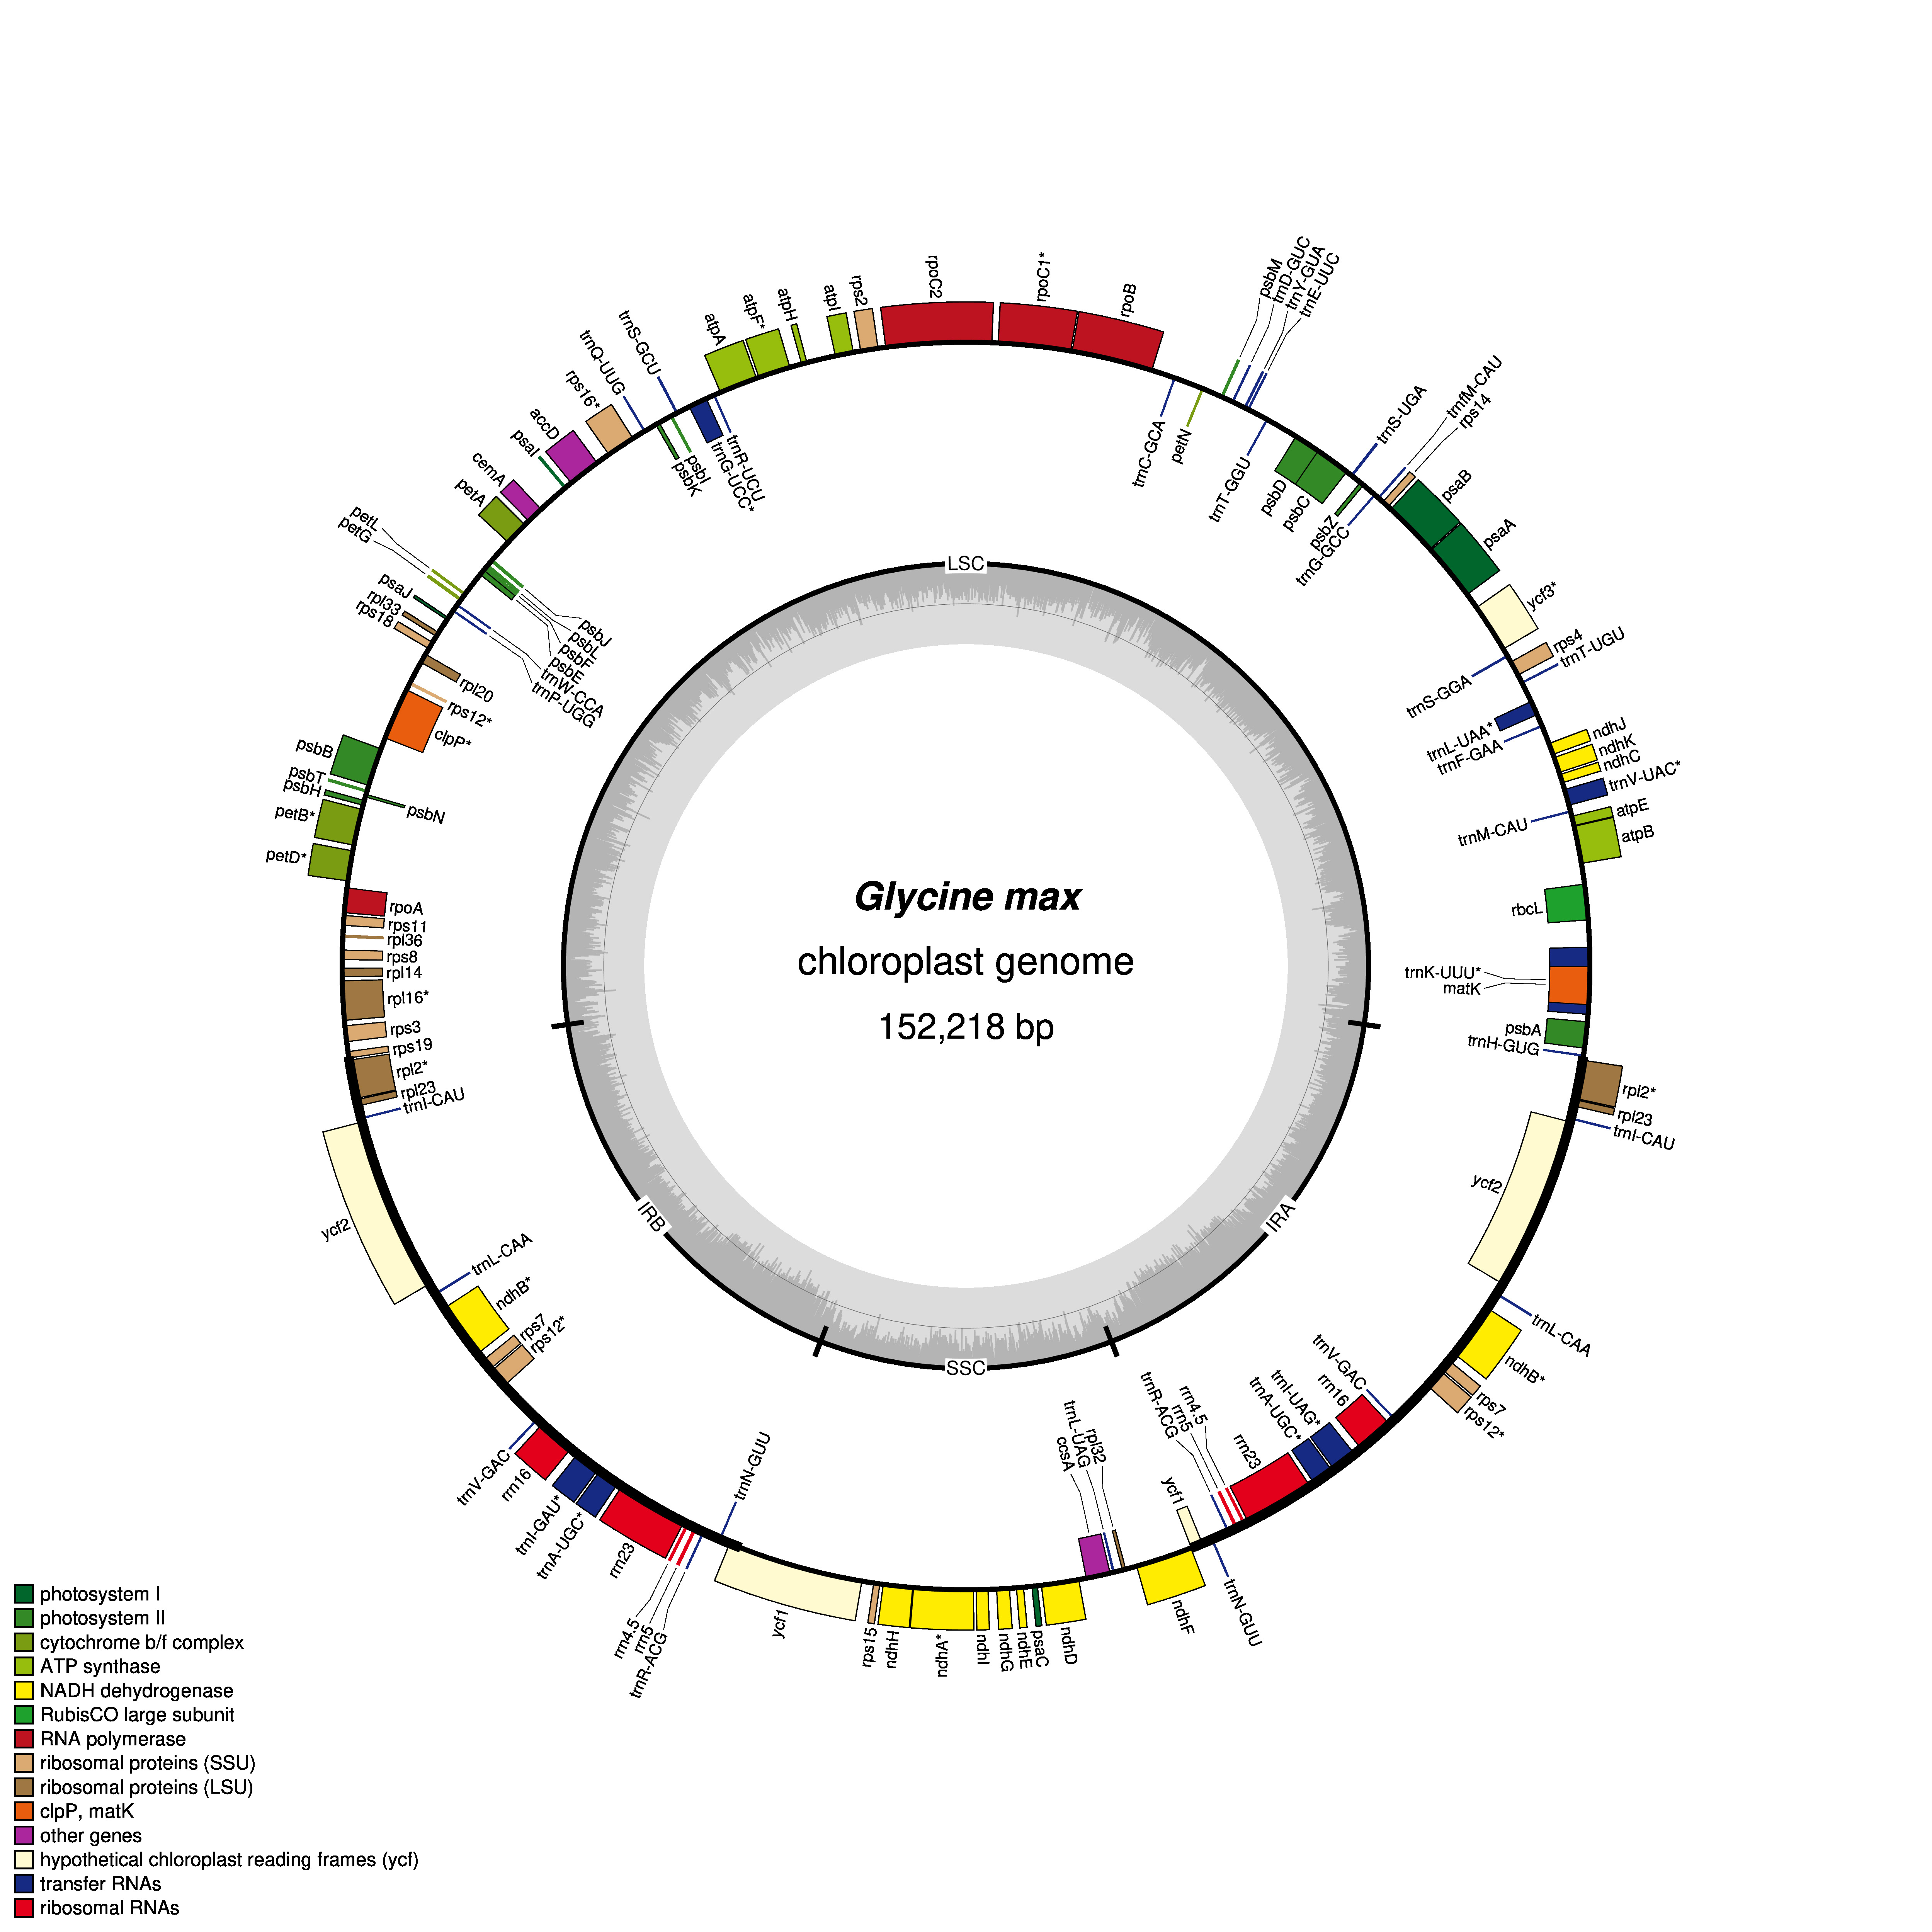 Glycine max
chloroplast genome
152,218 bp
LSC
IRA
SSC
IRB
rpoC2
rpoC1*
rpoB
psbM
trnD-GUC
trnY-GUA
trnE-UUC
trnC-GCA
petN
trnT-GGU
psbD
psbC
psbZ
trnG-GCC
trnS-UGA
trnfM-CAU
rps14
psaB
psaA
ycf3*
rps4
trnT-UGU
trnS-GGA
trnL-UAA*
trnF-GAA
ndhJ
ndhK
ndhC
trnV-UAC*
trnM-CAU
atpE
atpB
rbcL
trnK-UUU*
matK
psbA
trnH-GUG
rpl2*
rpl23
trnI-CAU
ycf2
trnL-CAA
ndhB*
rps7
rps12*
trnV-GAC
rrn16
trnI-UAG*
trnA-UGC*
rrn23
rrn4.5
rrn5
trnR-ACG
trnN-GUU
ycf1
ndhF
rpl32
trnL-UAG
ccsA
ndhD
psaC
ndhE
ndhG
ndhI
ndhA*
ndhH
rps15
ycf1
trnN-GUU
trnR-ACG
rrn5
rrn4.5
rrn23
trnA-UGC*
trnI-GAU*
rrn16
trnV-GAC
rps12*
rps7
ndhB*
trnL-CAA
ycf2
trnI-CAU
rpl23
rpl2*
rps19
rps3
rpl16*
rpl14
rps8
rpl36
rps11
rpoA
petD*
petB*
psbH
psbT
psbN
psbB
clpP*
rps12*
rpl20
rps18
rpl33
psaJ
trnP-UGG
trnW-CCA
psbE
psbF
psbL
psbJ
petG
petL
petA
cemA
psaI
accD
rps16*
trnQ-UUG
psbK
psbI
trnS-GCU
trnG-UCC*
trnR-UCU
atpA
atpF*
atpH
atpI
rps2
photosystem I
photosystem II
cytochrome b/f complex
ATP synthase
NADH dehydrogenase
RubisCO large subunit
RNA polymerase
ribosomal proteins (SSU)
ribosomal proteins (LSU)
clpP, matK
other genes
hypothetical chloroplast reading frames (ycf)
transfer RNAs
ribosomal RNAs